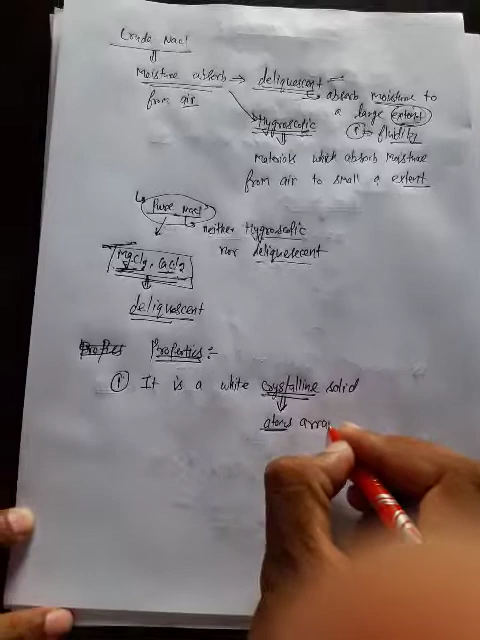 Crude Nacl
⇓
Moisture absorb → deliquescent
from air
↳ absorb moisture to
a large extent
① → fluidity
Hygroscopic
⇓
Materials which absorb moisture
from air to small a extent
↳ Pure Nacl
↳ neither Hygroscopic
nor deliquescent
MgCl2, CaCl2
⇓
deliquescent
Properties :-
① It is a white crystalline solid
⇓
atoms arra